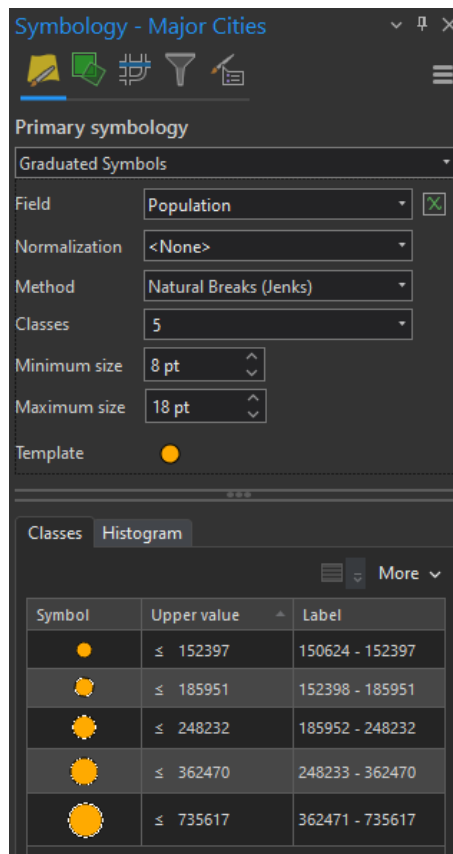 Symbology - Major Cities
Primary symbology
Graduated Symbols
Field Population
Normalization <None>
Method Natural Breaks (Jenks)
Classes 5
Minimum size 8 pt
Maximum size 18 pt
Template
Classes Histogram
More
Symbol Upper value Label
≤ 152397 150624 - 152397
≤ 185951 152398 - 185951
≤ 248232 185952 - 248232
≤ 362470 248233 - 362470
≤ 735617 362471 - 735617